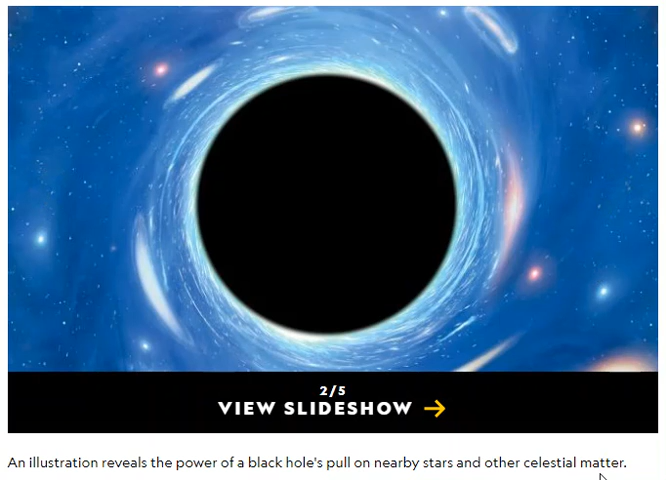 2/5
VIEW SLIDESHOW →
An illustration reveals the power of a black hole's pull on nearby stars and other celestial matter.